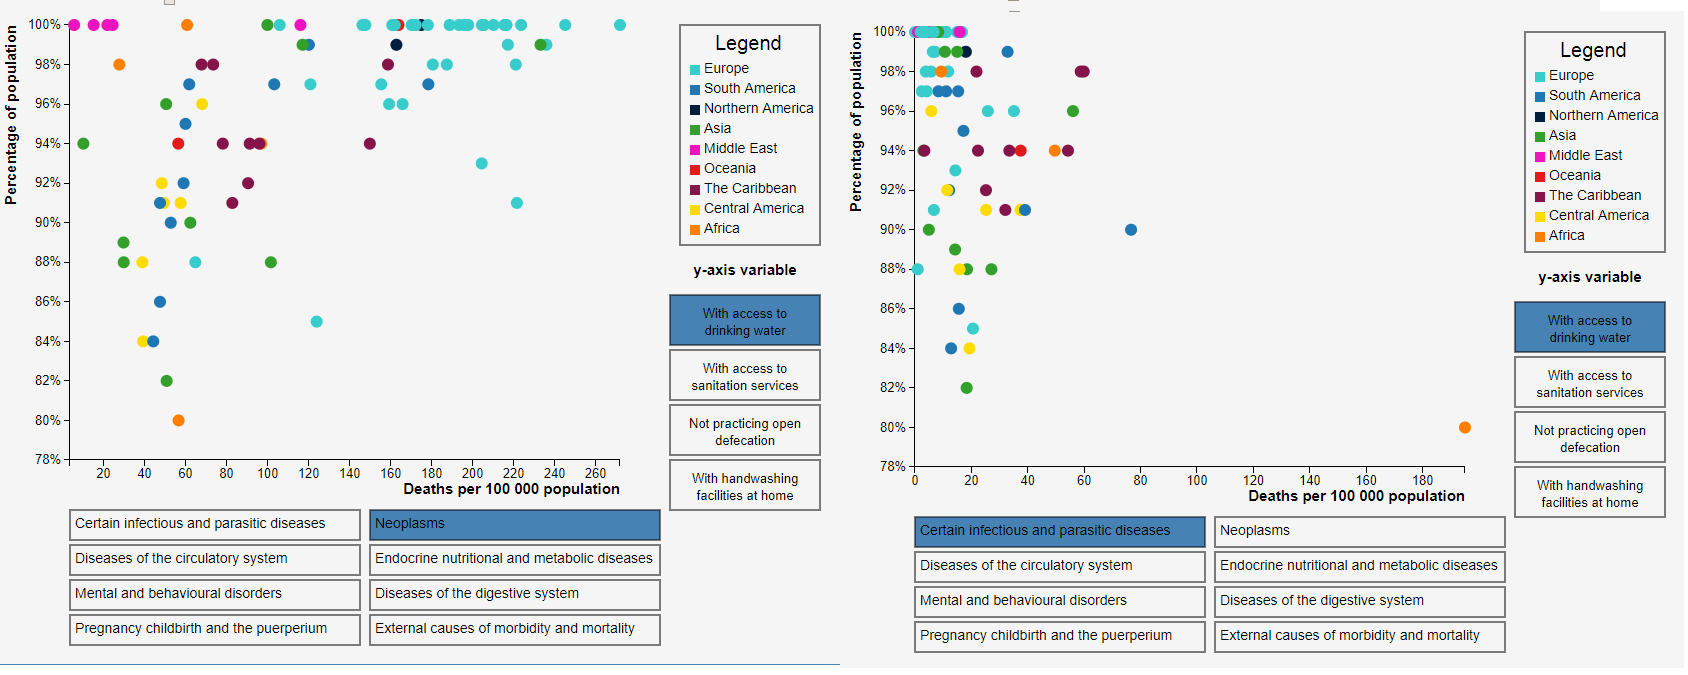 Percentage of population
100%
98%
96%
94%
92%
90%
88%
86%
84%
82%
80%
78%
20 40 60 80 100 120 140 160 180 200 220 240 260
Deaths per 100 000 population
Legend
Europe
South America
Northern America
Asia
Middle East
Oceania
The Caribbean
Central America
Africa
y-axis variable
With access to
drinking water
With access to
sanitation services
Not practicing open
defecation
With handwashing
facilities at home
Certain infectious and parasitic diseases
Neoplasms
Diseases of the circulatory system
Endocrine nutritional and metabolic diseases
Mental and behavioural disorders
Diseases of the digestive system
Pregnancy childbirth and the puerperium
External causes of morbidity and mortality
Percentage of population
100%
98%
96%
94%
92%
90%
88%
86%
84%
82%
80%
78%
0 20 40 60 80 100 120 140 160 180
Deaths per 100 000 population
Legend
Europe
South America
Northern America
Asia
Middle East
Oceania
The Caribbean
Central America
Africa
y-axis variable
With access to
drinking water
With access to
sanitation services
Not practicing open
defecation
With handwashing
facilities at home
Certain infectious and parasitic diseases
Neoplasms
Diseases of the circulatory system
Endocrine nutritional and metabolic diseases
Mental and behavioural disorders
Diseases of the digestive system
Pregnancy childbirth and the puerperium
External causes of morbidity and mortality